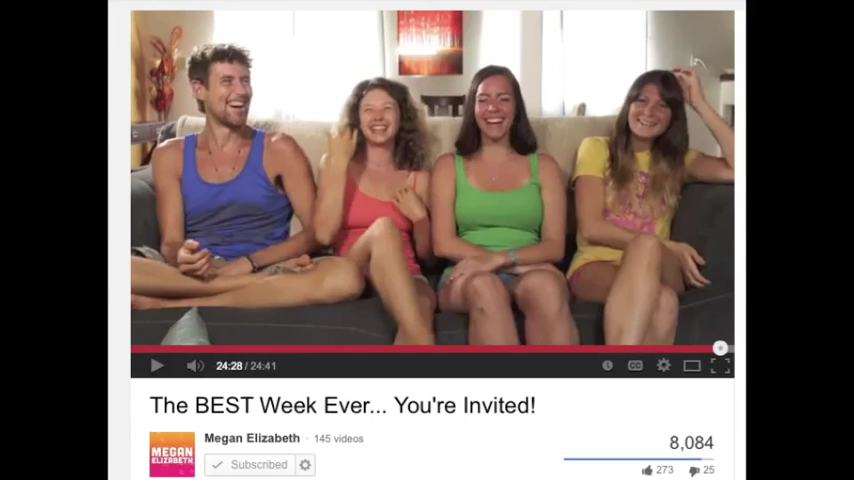 24:28 / 24:41
CC
The BEST Week Ever... You're Invited!
MEGAN
ELIZABETH
Megan Elizabeth · 145 videos
Subscribed
8,084
273 25